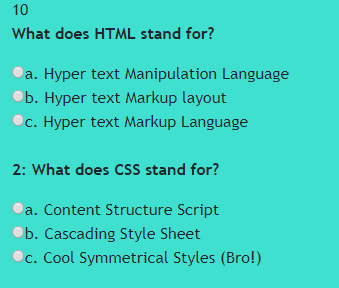 10
What does HTML stand for?
a. Hyper text Manipulation Language
b. Hyper text Markup layout
c. Hyper text Markup Language
2: What does CSS stand for?
a. Content Structure Script
b. Cascading Style Sheet
c. Cool Symmetrical Styles (Bro!)